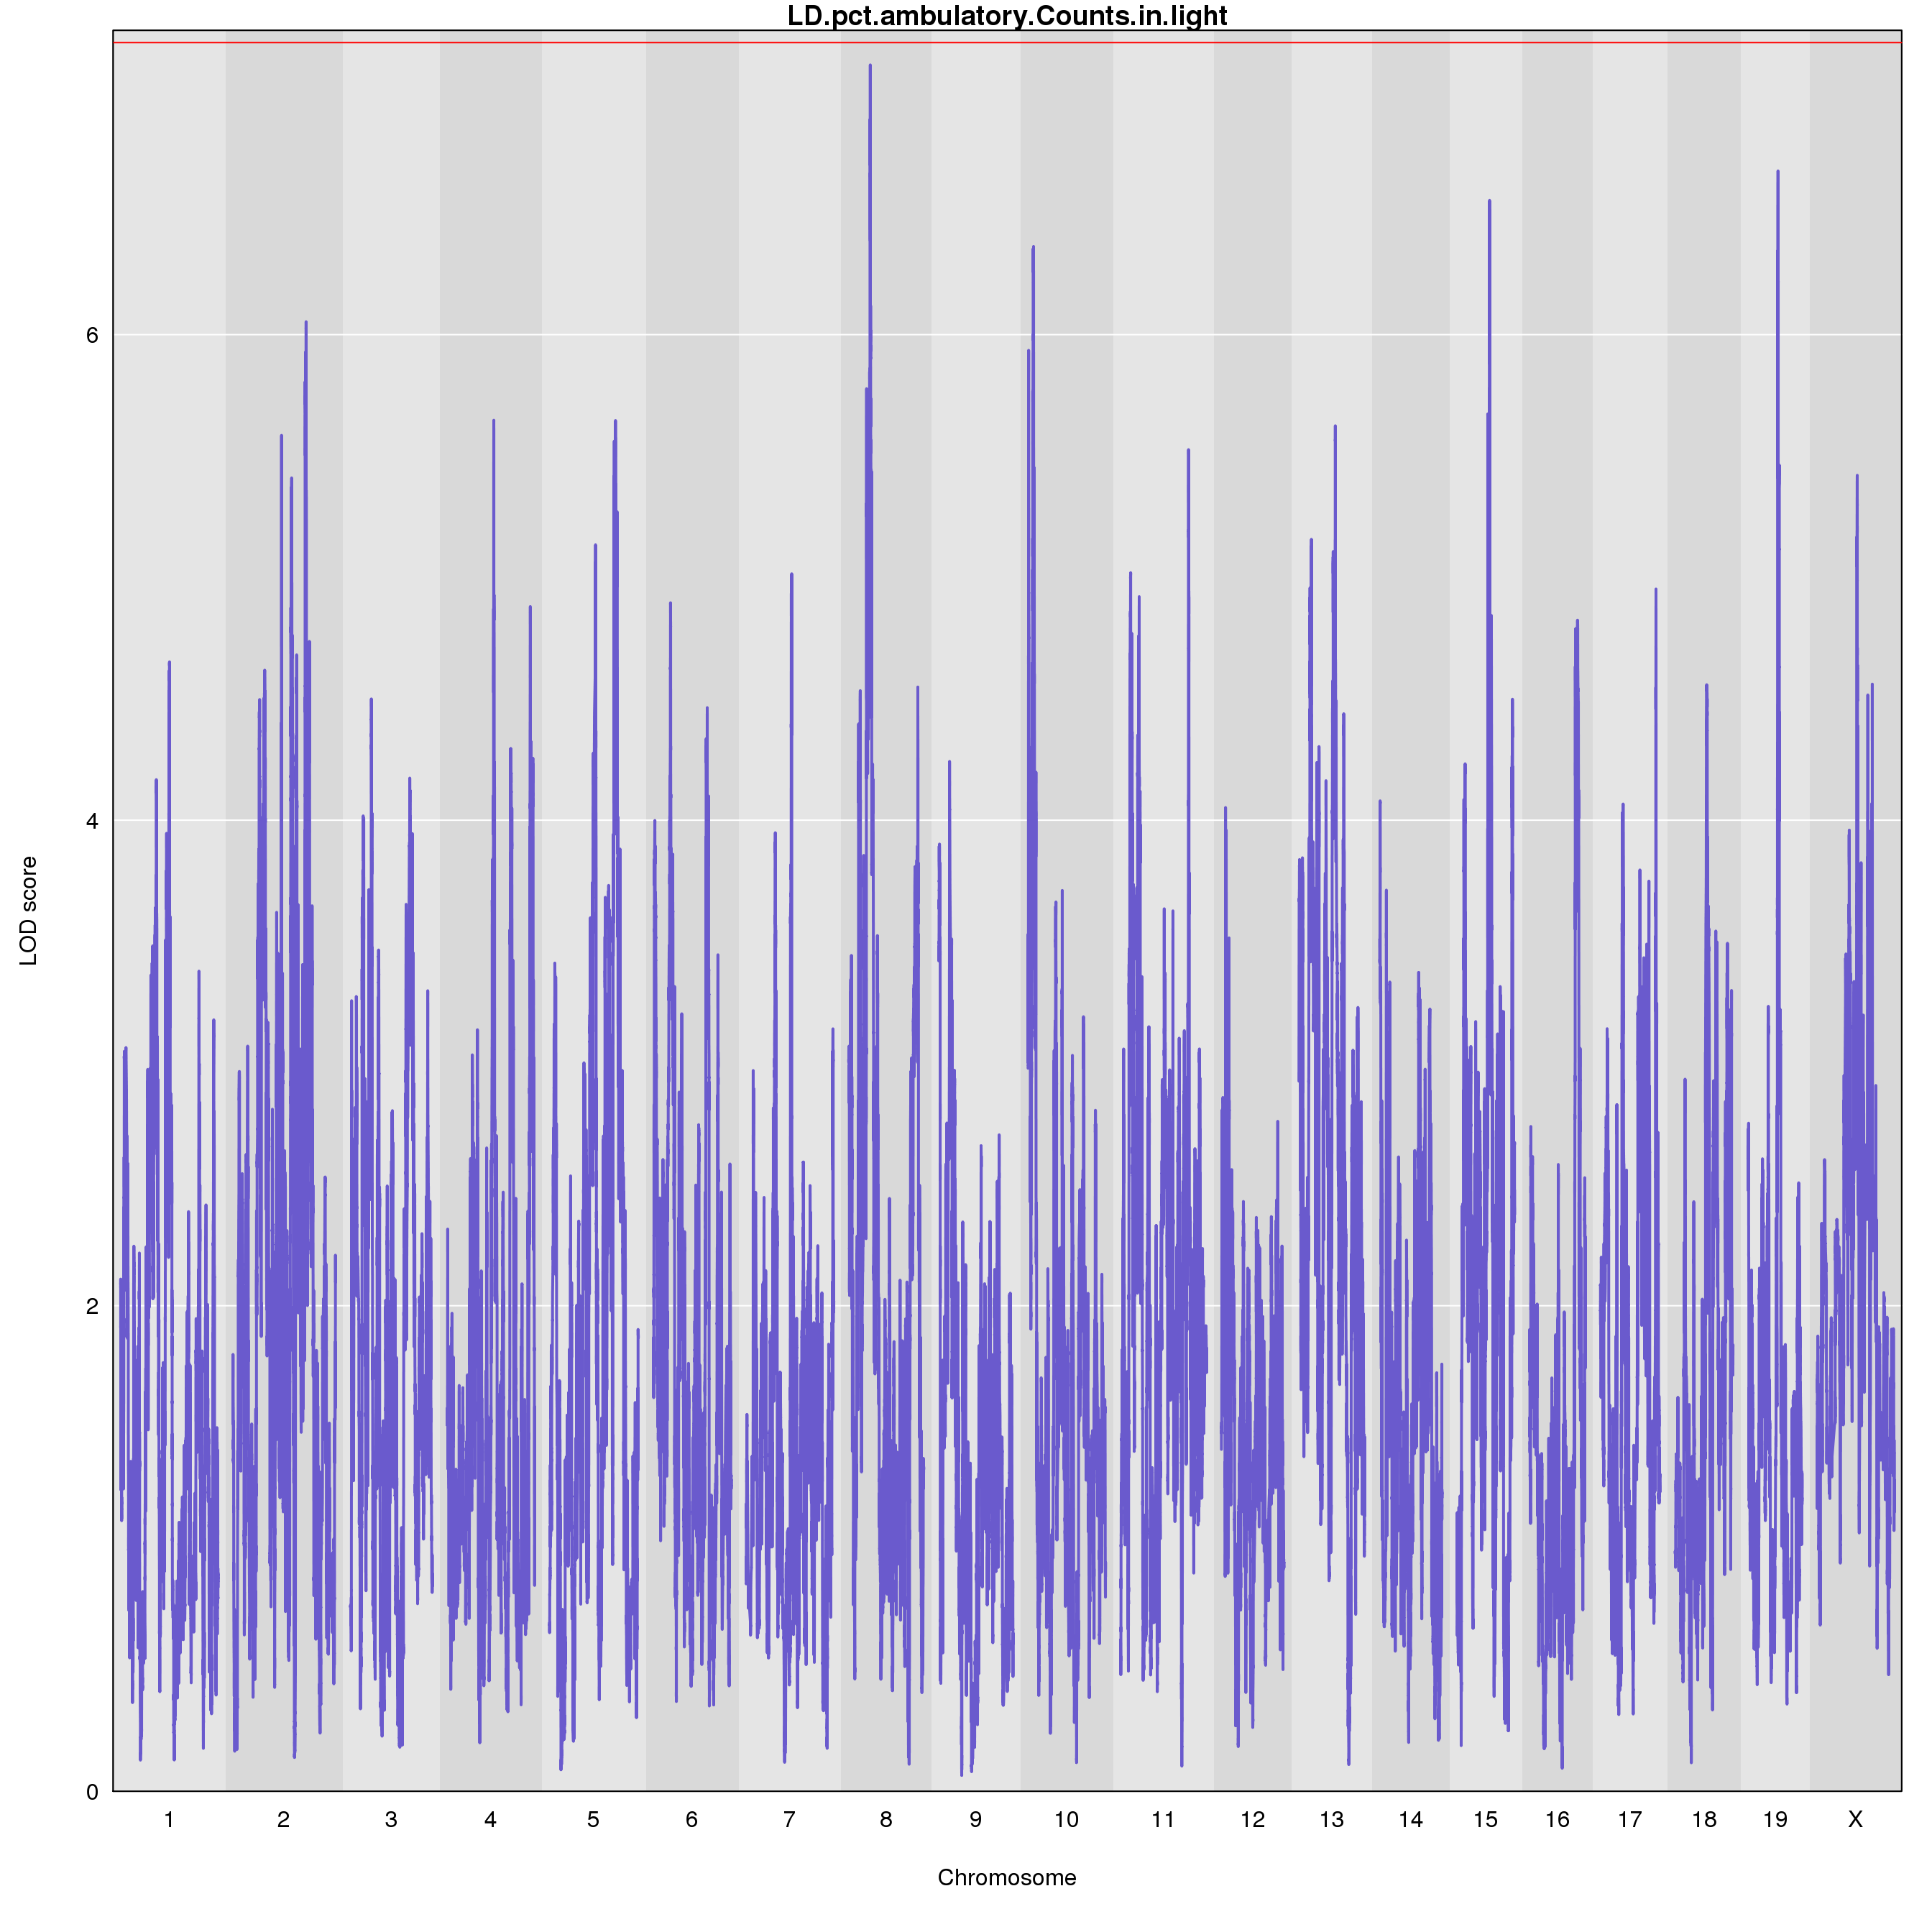 LD.pct.ambulatory.Counts.in.light
6
4
2
0
LOD score
1 2 3 4 5 6 7 8 9 10 11 12 13 14 15 16 17 18 19 X
Chromosome